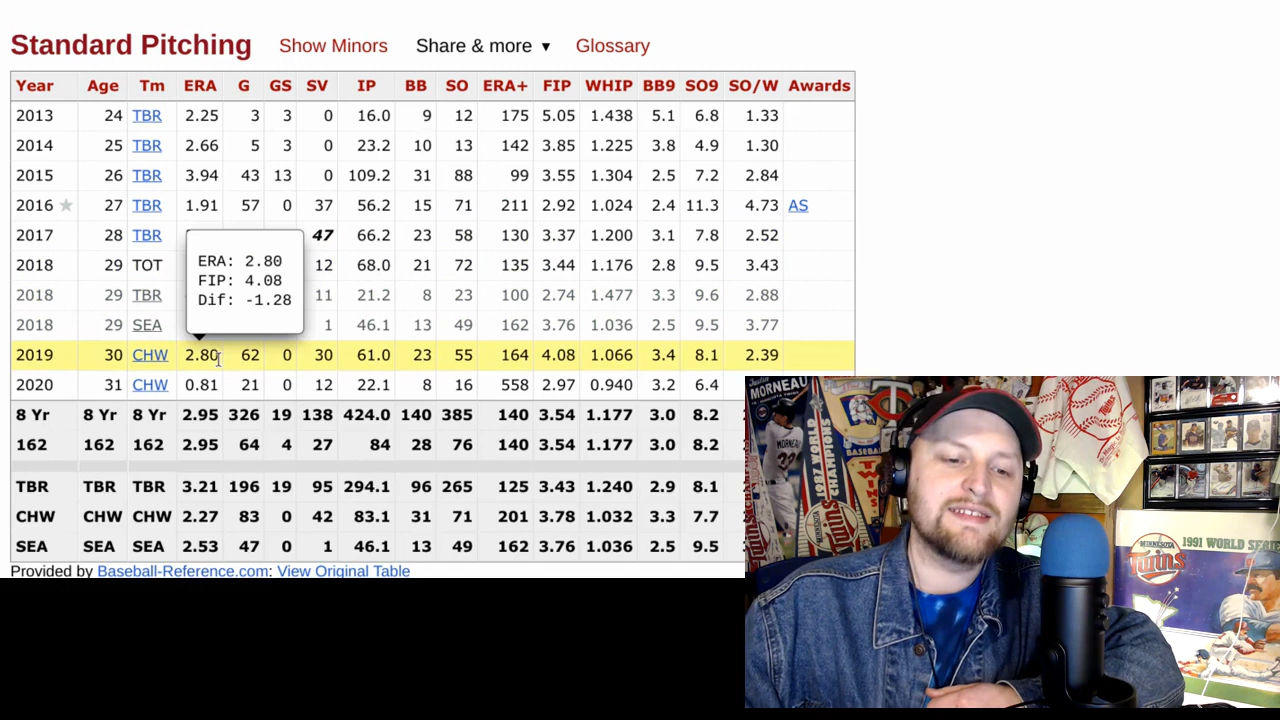 Standard Pitching Show Minors Share & more ▼ Glossary
Year Age Tm ERA G GS SV IP BB SO ERA+ FIP WHIP BB9 SO9 SO/W Awards
2013 24 TBR 2.25 3 3 0 16.0 9 12 175 5.05 1.438 5.1 6.8 1.33
2014 25 TBR 2.66 5 3 0 23.2 10 13 142 3.85 1.225 3.8 4.9 1.30
2015 26 TBR 3.94 43 13 0 109.2 31 88 99 3.55 1.304 2.5 7.2 2.84
2016 ★ 27 TBR 1.91 57 0 37 56.2 15 71 211 2.92 1.024 2.4 11.3 4.73 AS
2017 28 TBR 47 66.2 23 58 130 3.37 1.200 3.1 7.8 2.52
2018 29 TOT 12 68.0 21 72 135 3.44 1.176 2.8 9.5 3.43
2018 29 TBR 11 21.2 8 23 100 2.74 1.477 3.3 9.6 2.88
2018 29 SEA 1 46.1 13 49 162 3.76 1.036 2.5 9.5 3.77
ERA: 2.80
FIP: 4.08
Dif: -1.28
2019 30 CHW 2.80 62 0 30 61.0 23 55 164 4.08 1.066 3.4 8.1 2.39
2020 31 CHW 0.81 21 0 12 22.1 8 16 558 2.97 0.940 3.2 6.4
8 Yr 8 Yr 8 Yr 2.95 326 19 138 424.0 140 385 140 3.54 1.177 3.0 8.2
162 162 162 2.95 64 4 27 84 28 76 140 3.54 1.177 3.0 8.2
TBR TBR TBR 3.21 196 19 95 294.1 96 265 125 3.43 1.240 2.9 8.1
CHW CHW CHW 2.27 83 0 42 83.1 31 71 201 3.78 1.032 3.3 7.7
SEA SEA SEA 2.53 47 0 1 46.1 13 49 162 3.76 1.036 2.5 9.5
Provided by Baseball-Reference.com: View Original Table
MORNEAU
1987 WORLD
CHAMPIONS
BASEBALL
TWINS
MINNESOTA
Twins
1991 WORLD SERIE